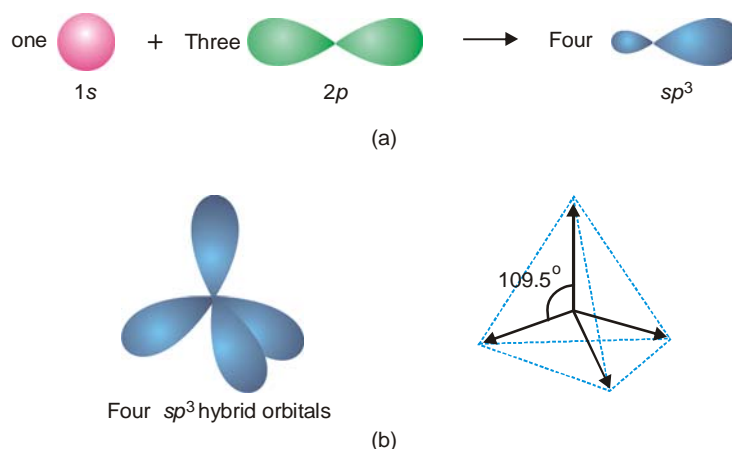 one + Three → Four
1s 2p sp³
(a)
109.5°
Four sp³ hybrid orbitals
(b)